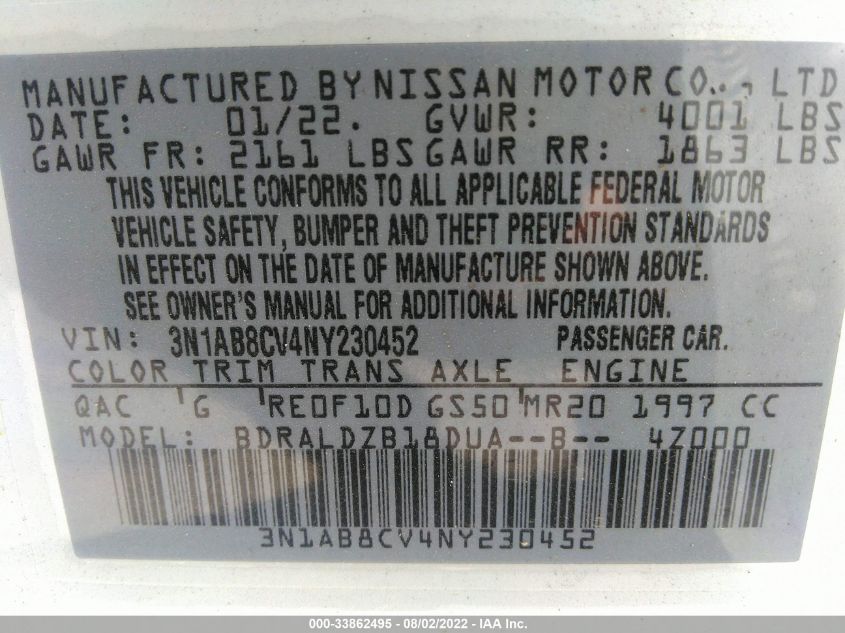 MANUFACTURED BY NISSAN MOTOR CO.., LTD
DATE: 01/22. GVWR: 4001 LBS
GAWR FR: 2161 LBS GAWR RR: 1863 LBS
THIS VEHICLE CONFORMS TO ALL APPLICABLE FEDERAL MOTOR
VEHICLE SAFETY, BUMPER AND THEFT PREVENTION STANDARDS
IN EFFECT ON THE DATE OF MANUFACTURE SHOWN ABOVE.
SEE OWNER'S MANUAL FOR ADDITIONAL INFORMATION.
VIN: 3N1AB8CV4NY230452 PASSENGER CAR.
COLOR TRIM TRANS AXLE ENGINE
QAC 'G 'RE0F10D GS50'MR20 1997 CC
MODEL: BDRALDZB18DUA--B-- 4Z000
3N1AB8CV4NY230452
000-33862495 - 08/02/2022 - IAA Inc.